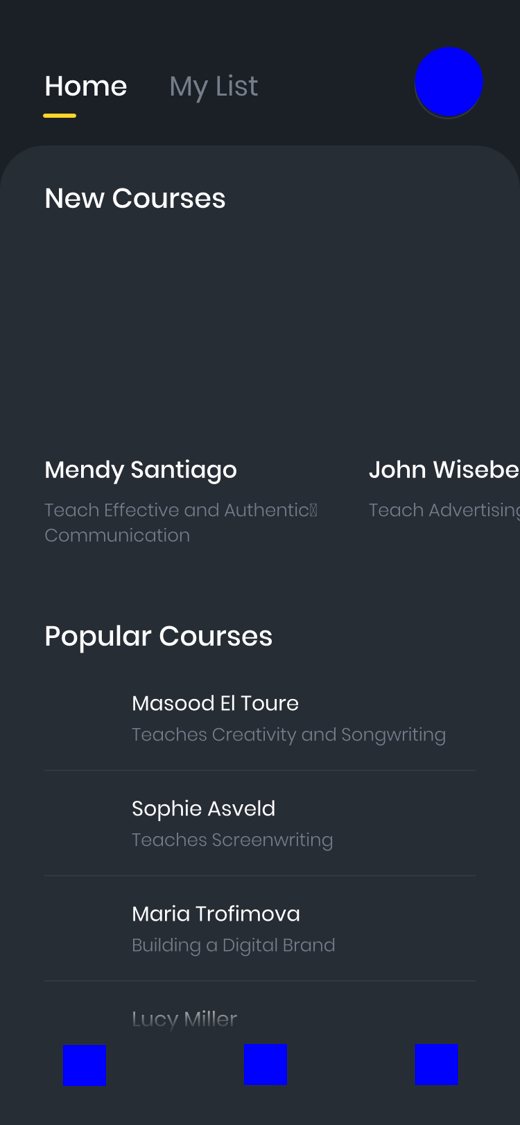 Home
My List
New Courses
Mendy Santiago
Teach Effective and Authentic
Communication
John Wisebe
Teach Advertising
Popular Courses
Masood El Toure
Teaches Creativity and Songwriting
Sophie Asveld
Teaches Screenwriting
Maria Trofimova
Building a Digital Brand
Lucy Miller